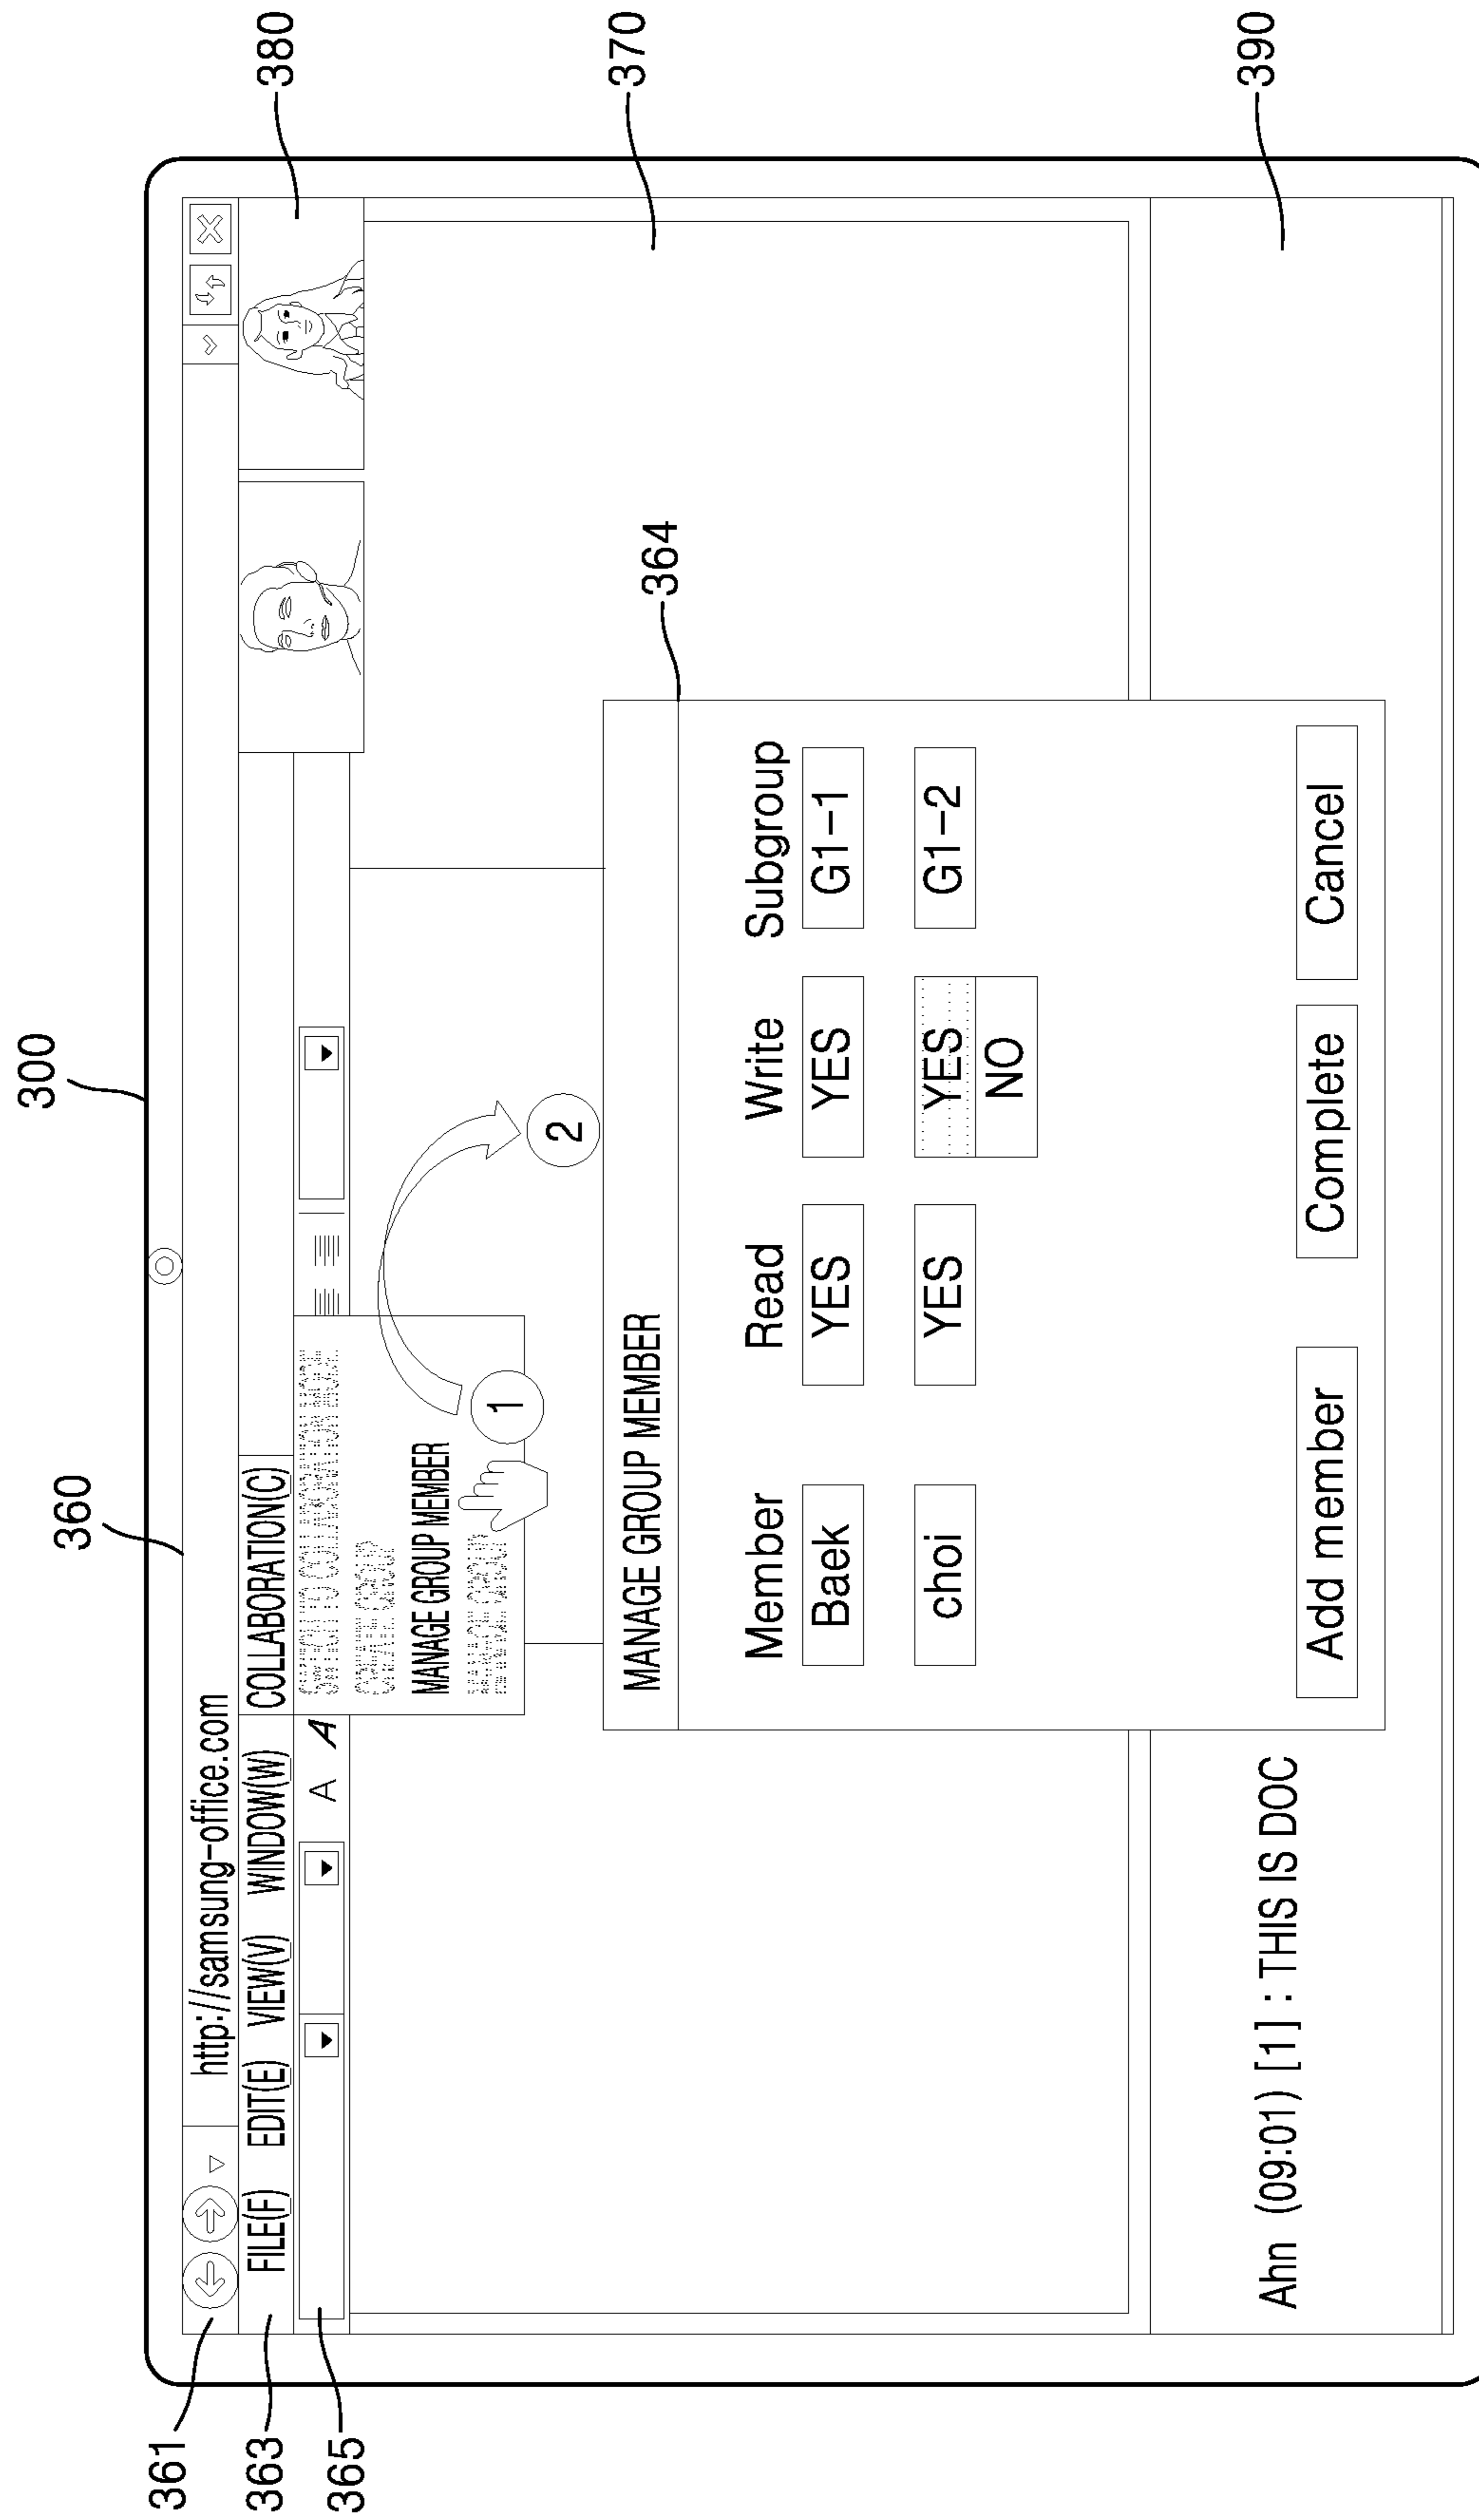 300
360
361
http://samsung-office.com
363
FILE(F) EDIT(E) VIEW(V) WINDOW(W) COLLABORATION(C)
380
365
A A
MANAGE GROUP MEMBER
1
2
370
364
MANAGE GROUP MEMBER
Member Read Write Subgroup
Baek YES YES G1-1
choi YES YES G1-2
NO
Add member Complete Cancel
390
Ahn (09:01) [1] : THIS IS DOC